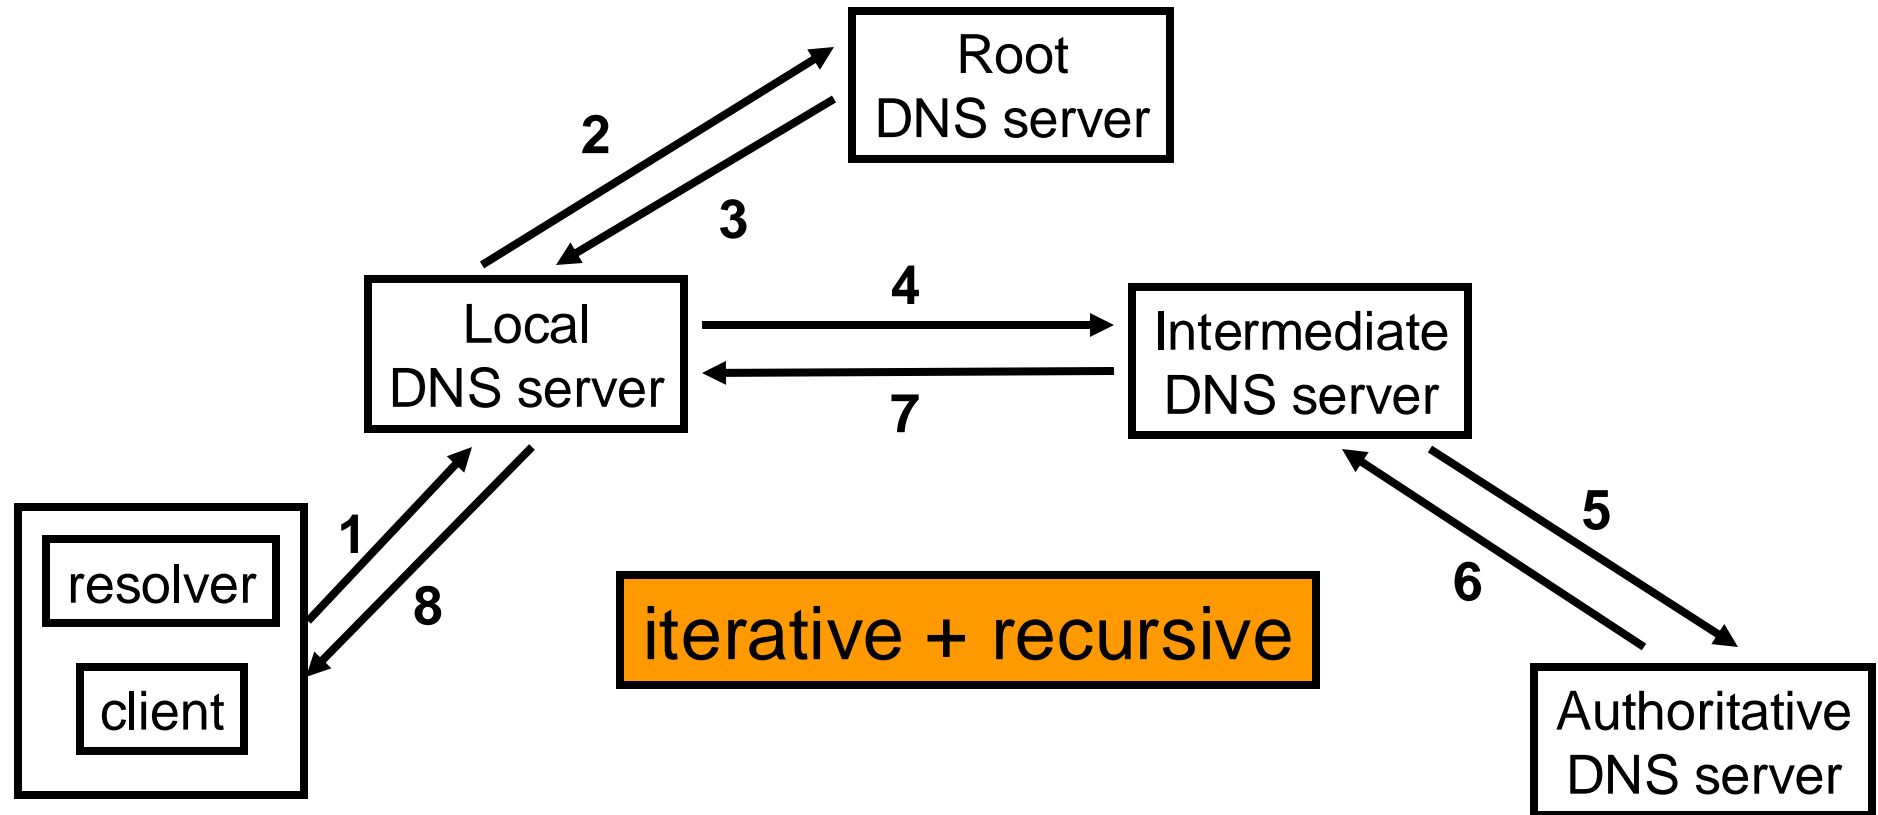 Root
DNS server
2
3
4
Local
DNS server
Intermediate
DNS server
7
1
5
resolver
8
6
iterative + recursive
client
Authoritative
DNS server